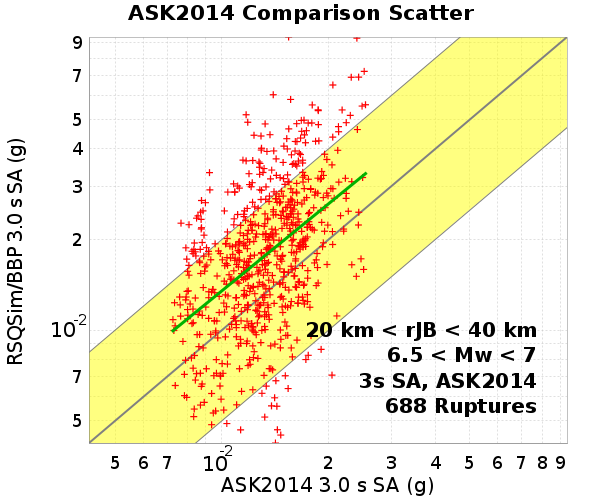 ASK2014 Comparison Scatter
RSQSim/BBP 3.0 s SA (g)
9
7
5
4
3
2
10-2
7
5
20 km < rJB < 40 km
6.5 < Mw < 7
3s SA, ASK2014
688 Ruptures
5 6 7 10-2 2 3 4 5 6 7 8 9
ASK2014 3.0 s SA (g)